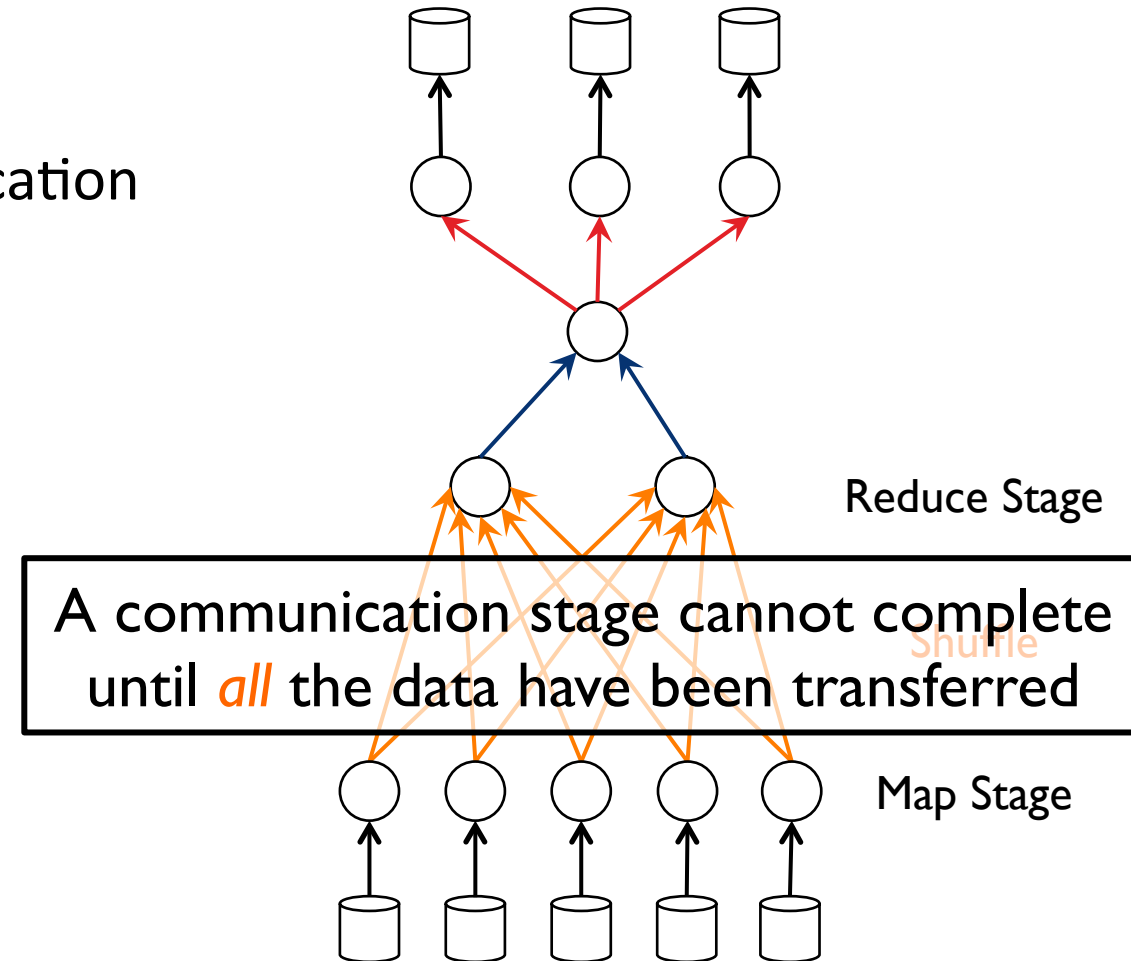 cation
Reduce Stage
A communication stage cannot complete
Shuffle
until all the data have been transferred
Map Stage